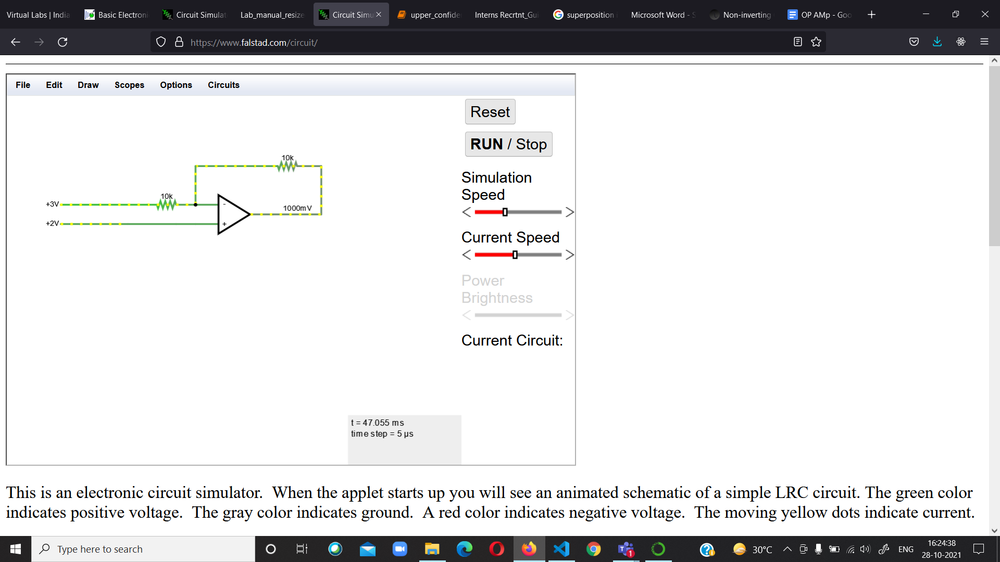 Virtual Labs | India
Basic Electroni
Circuit Simulat
Lab_manual_resize
Circuit Simu
upper_confide
Interns Recrtnt_Gui
superposition
Microsoft Word - S
Non-inverting
OP AMp - Goo
https://www.falstad.com/circuit/
File Edit Draw Scopes Options Circuits
Reset
RUN / Stop
Simulation
Speed
Current Speed
Power
Brightness
Current Circuit:
10k
10k
+3V
-
1000mV
+2V
+
t = 47.055 ms
time step = 5 µs
This is an electronic circuit simulator.  When the applet starts up you will see an animated schematic of a simple LRC circuit. The green color
indicates positive voltage.  The gray color indicates ground.  A red color indicates negative voltage.  The moving yellow dots indicate current.
Type here to search
1
30°C
ENG
16:24:38
28-10-2021